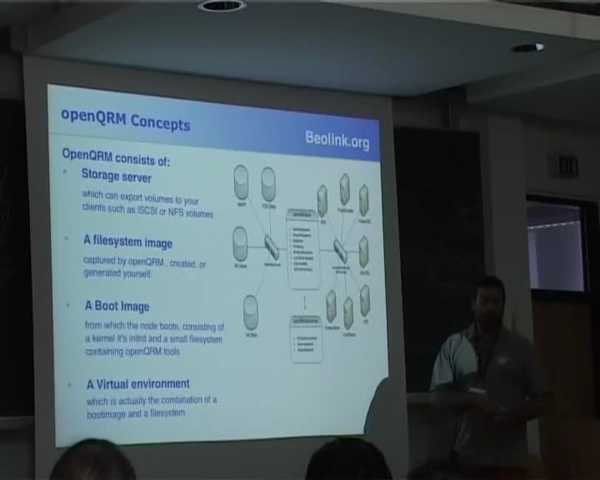 openQRM Concepts
Beolink.org
OpenQRM consists of:
• Storage server
which can export volumes to your
clients such as iSCSI or NFS volumes
• A filesystem image
captured by openQRM, created, or
generated yourself.
• A Boot Image
from which the node boots, consisting of
a kernel it's initrd and a small filesystem
containing openQRM tools
• A Virtual environment
which is actually the combination of a
bootimage and a filesystem